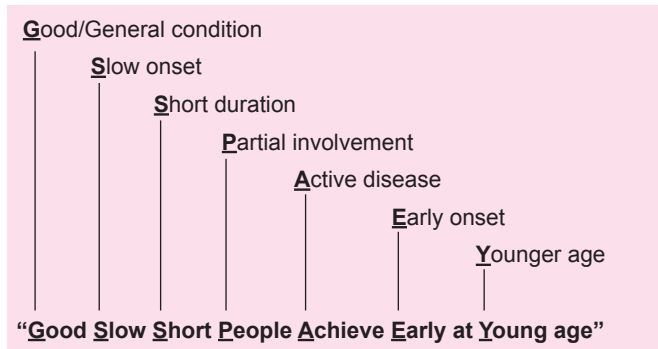 Good/General condition
Slow onset
Short duration
Partial involvement
Active disease
Early onset
Younger age
“Good Slow Short People Achieve Early at Young age”